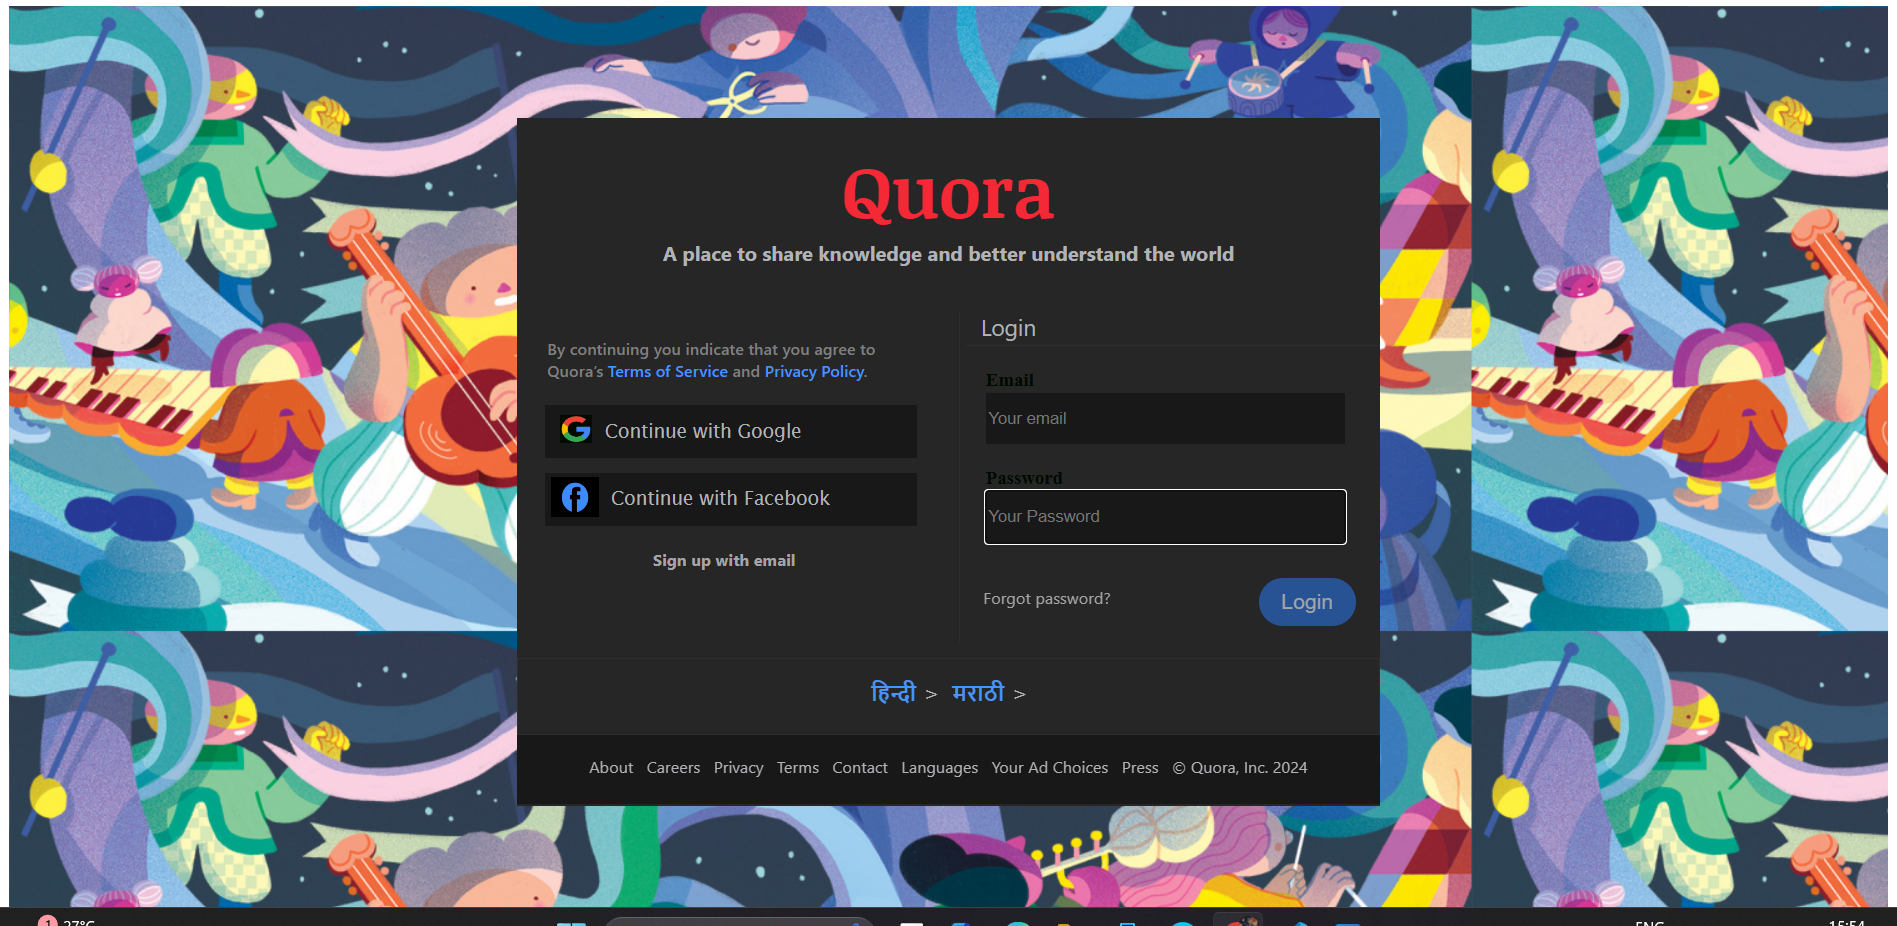 Quora
A place to share knowledge and better understand the world
By continuing you indicate that you agree to
Quora's Terms of Service and Privacy Policy.
Continue with Google
Continue with Facebook
Sign up with email
Login
Email
Your email
Password
Your Password
Forgot password?
Login
हिन्दी > मराठी >
About Careers Privacy Terms Contact Languages Your Ad Choices Press © Quora, Inc. 2024
1
27°C
ENG
15:54